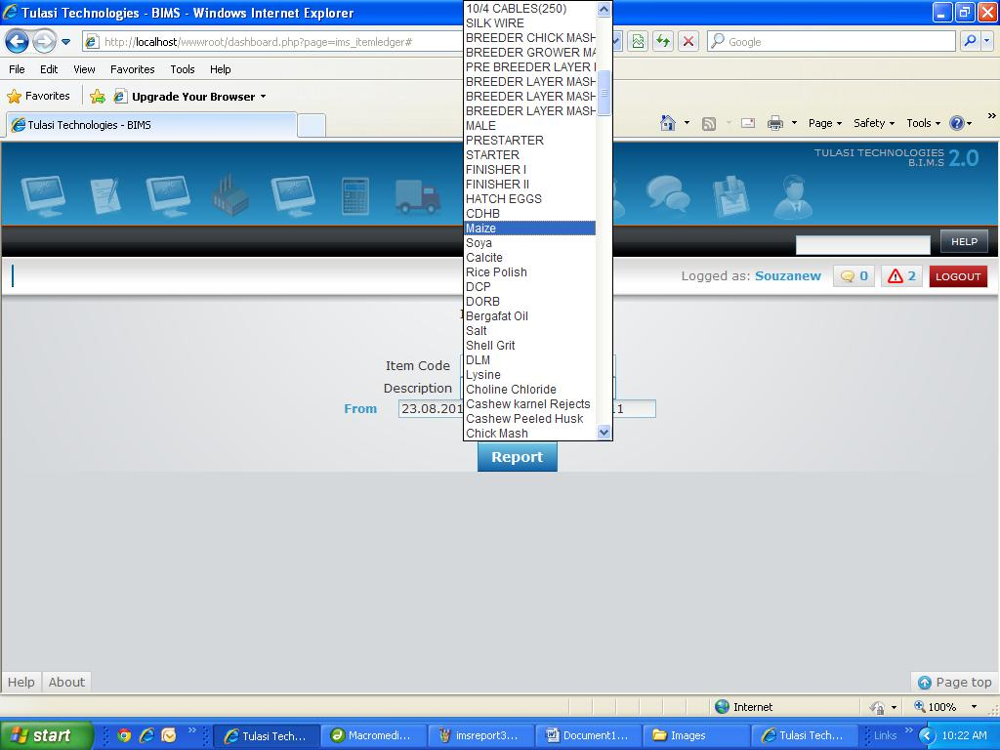 Tulasi Technologies - BIMS - Windows Internet Explorer
http://localhost/wwwroot/dashboard.php?page=ims_itemledger#
Google
File Edit View Favorites Tools Help
Favorites Upgrade Your Browser
Tulasi Technologies - BIMS
Page Safety Tools
TULASI TECHNOLOGIES
B.I.M.S 2.0
HELP
Logged as: Souzanew 0 2 LOGOUT
10/4 CABLES(250)
SILK WIRE
BREEDER CHICK MASH
BREEDER GROWER MA
PRE BREEDER LAYER
BREEDER LAYER MASH
BREEDER LAYER MASH
BREEDER LAYER MASH
MALE
PRESTARTER
STARTER
FINISHER I
FINISHER II
HATCH EGGS
CDHB
Maize
Soya
Calcite
Rice Polish
DCP
DORB
Bergafat Oil
Salt
Shell Grit
DLM
Lysine
Choline Chloride
Cashew karnel Rejects
Cashew Peeled Husk
Chick Mash
Item Code
Description
From 23.08.201 11
Report
Help About
Page top
Internet 100%
start Tulasi Tech... Macromedi... imsreport3... Document1... Images Tulasi Tech... Links 10:22 AM